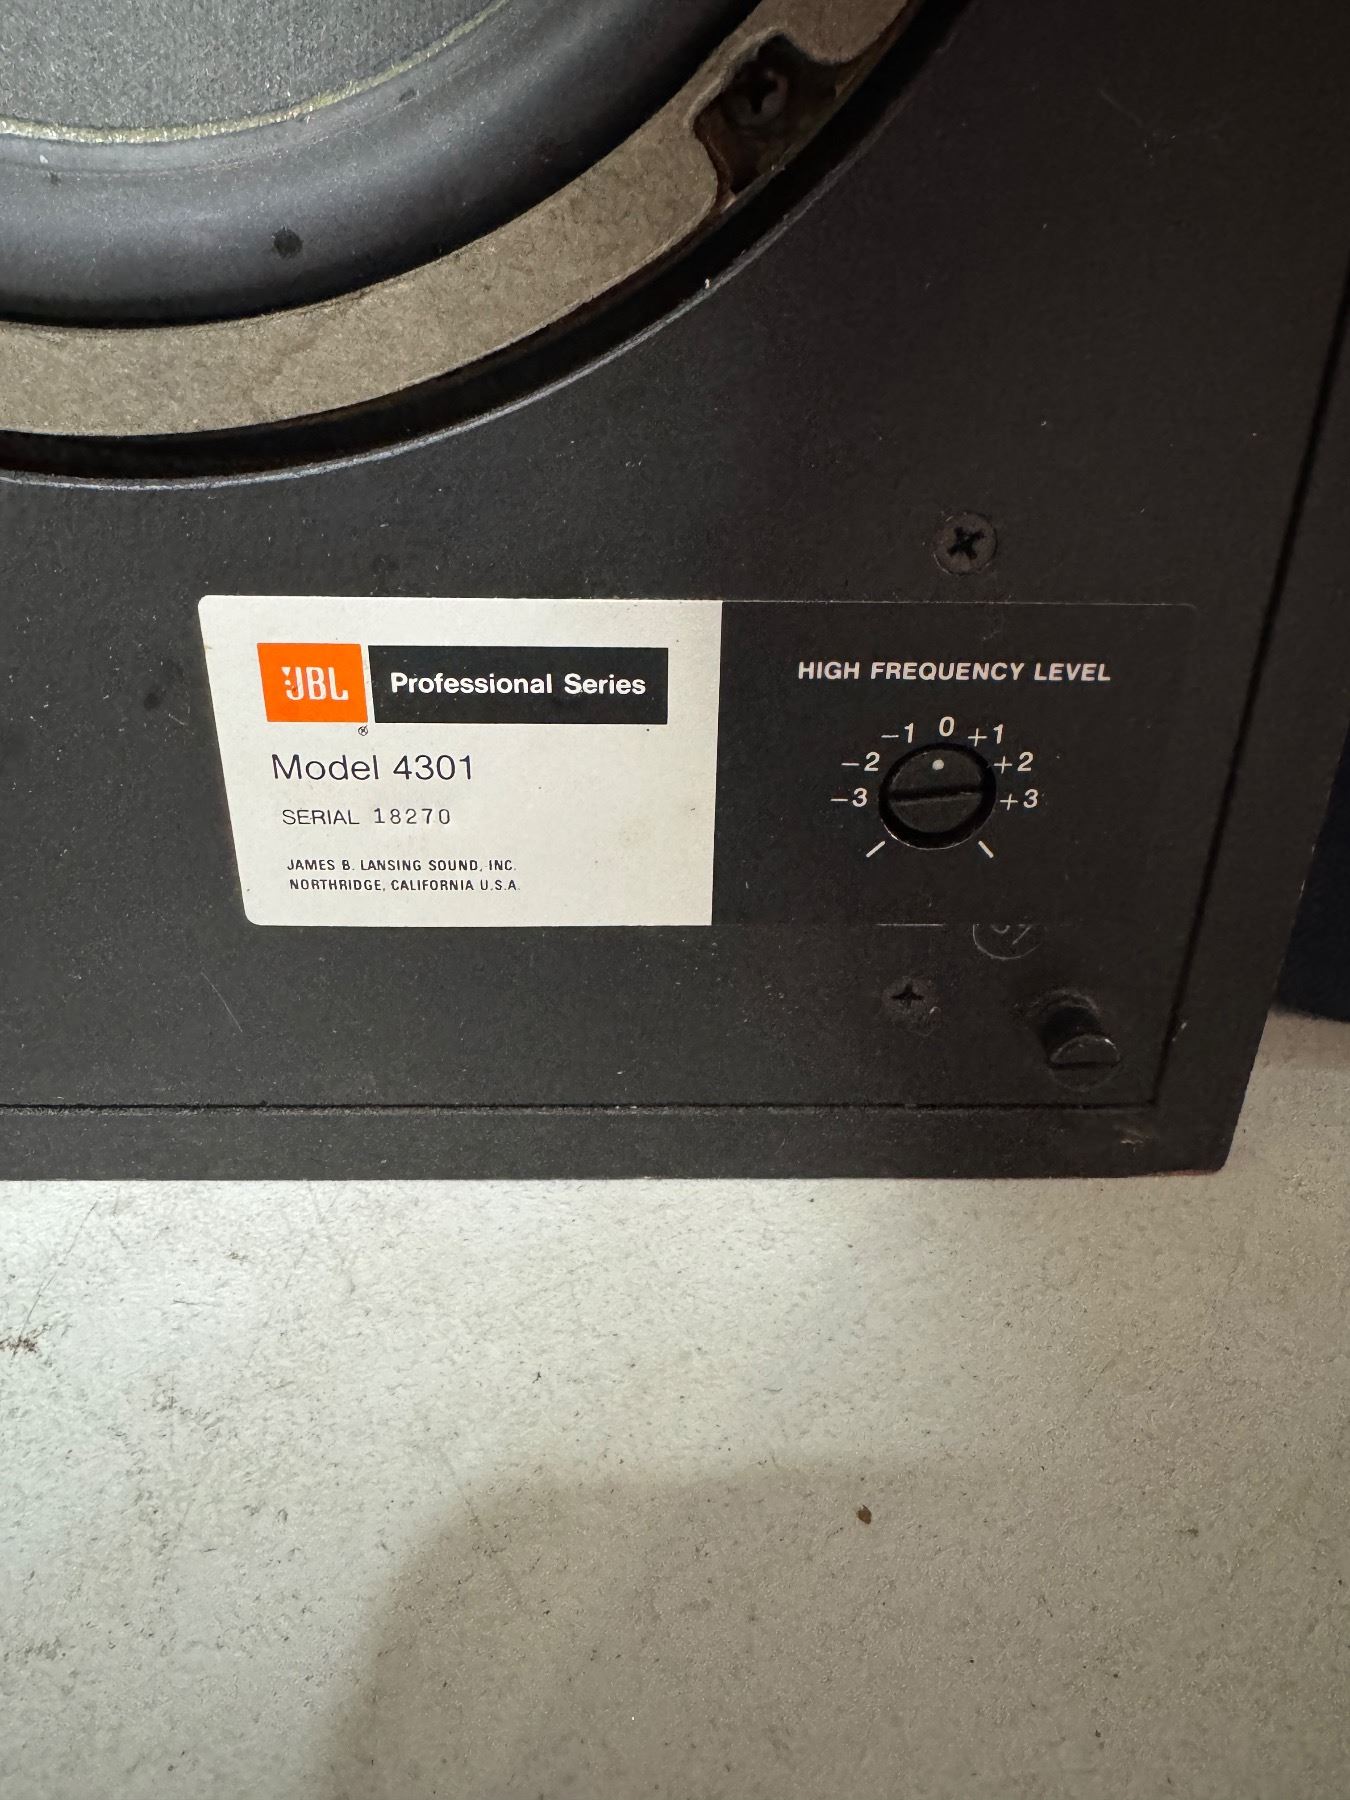 JBL Professional Series
®
Model 4301
SERIAL 18270
JAMES B. LANSING SOUND, INC.
NORTHRIDGE, CALIFORNIA U.S.A.
HIGH FREQUENCY LEVEL
-1 0 +1
-2 +2
-3 +3